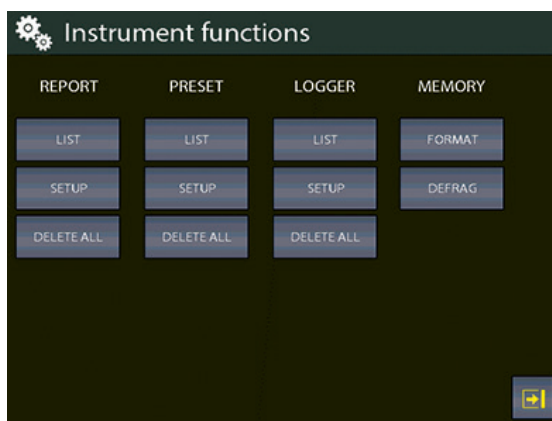 Instrument functions
REPORT PRESET LOGGER MEMORY
LIST LIST LIST FORMAT
SETUP SETUP SETUP DEFRAG
DELETE ALL DELETE ALL DELETE ALL